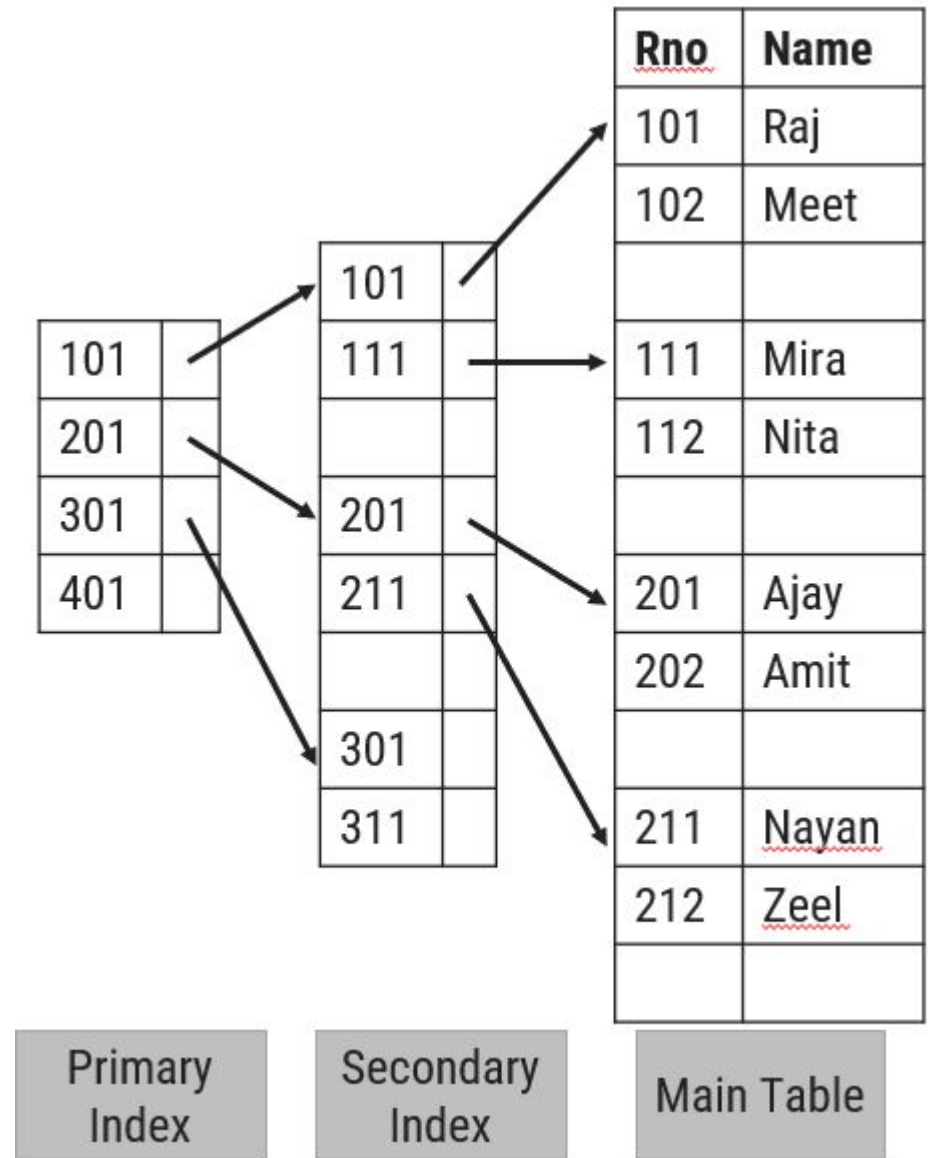 101
201
301
401
101
111
201
211
301
311
Rno Name
101 Raj
102 Meet
111 Mira
112 Nita
201 Ajay
202 Amit
211 Nayan
212 Zeel
Primary
Index
Secondary
Index
Main Table